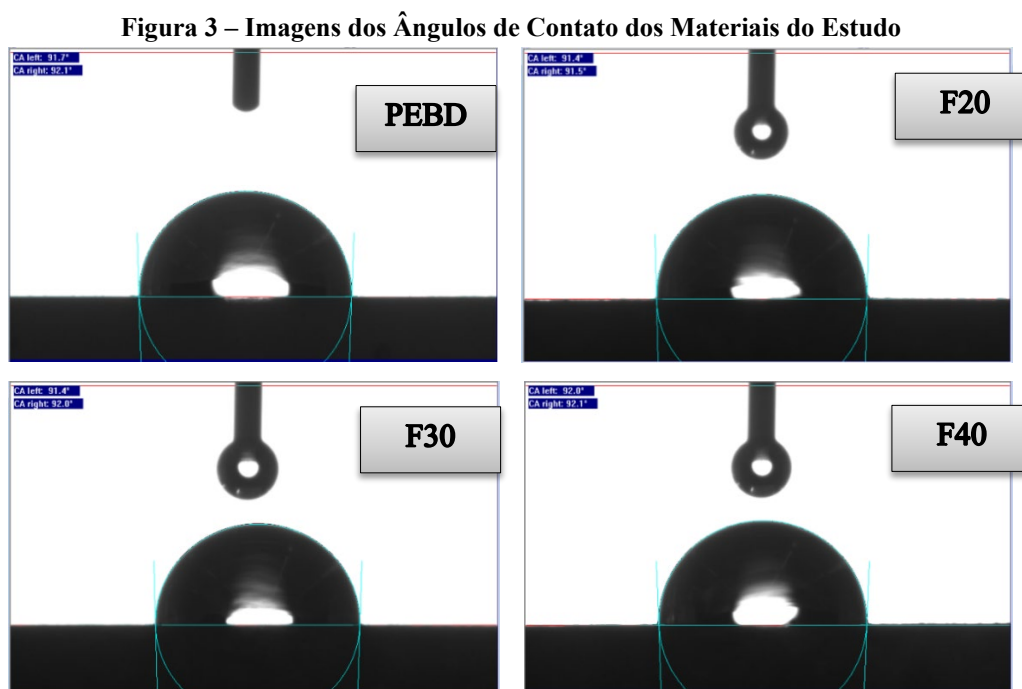 Figura 3 – Imagens dos Ângulos de Contato dos Materiais do Estudo
CA left: 91.7°
CA right: 92.1°
PEBD
CA left: 91.4°
CA right: 91.5°
F20
CA left: 91.4°
CA right: 92.0°
F30
CA left: 92.0°
CA right: 92.1°
F40